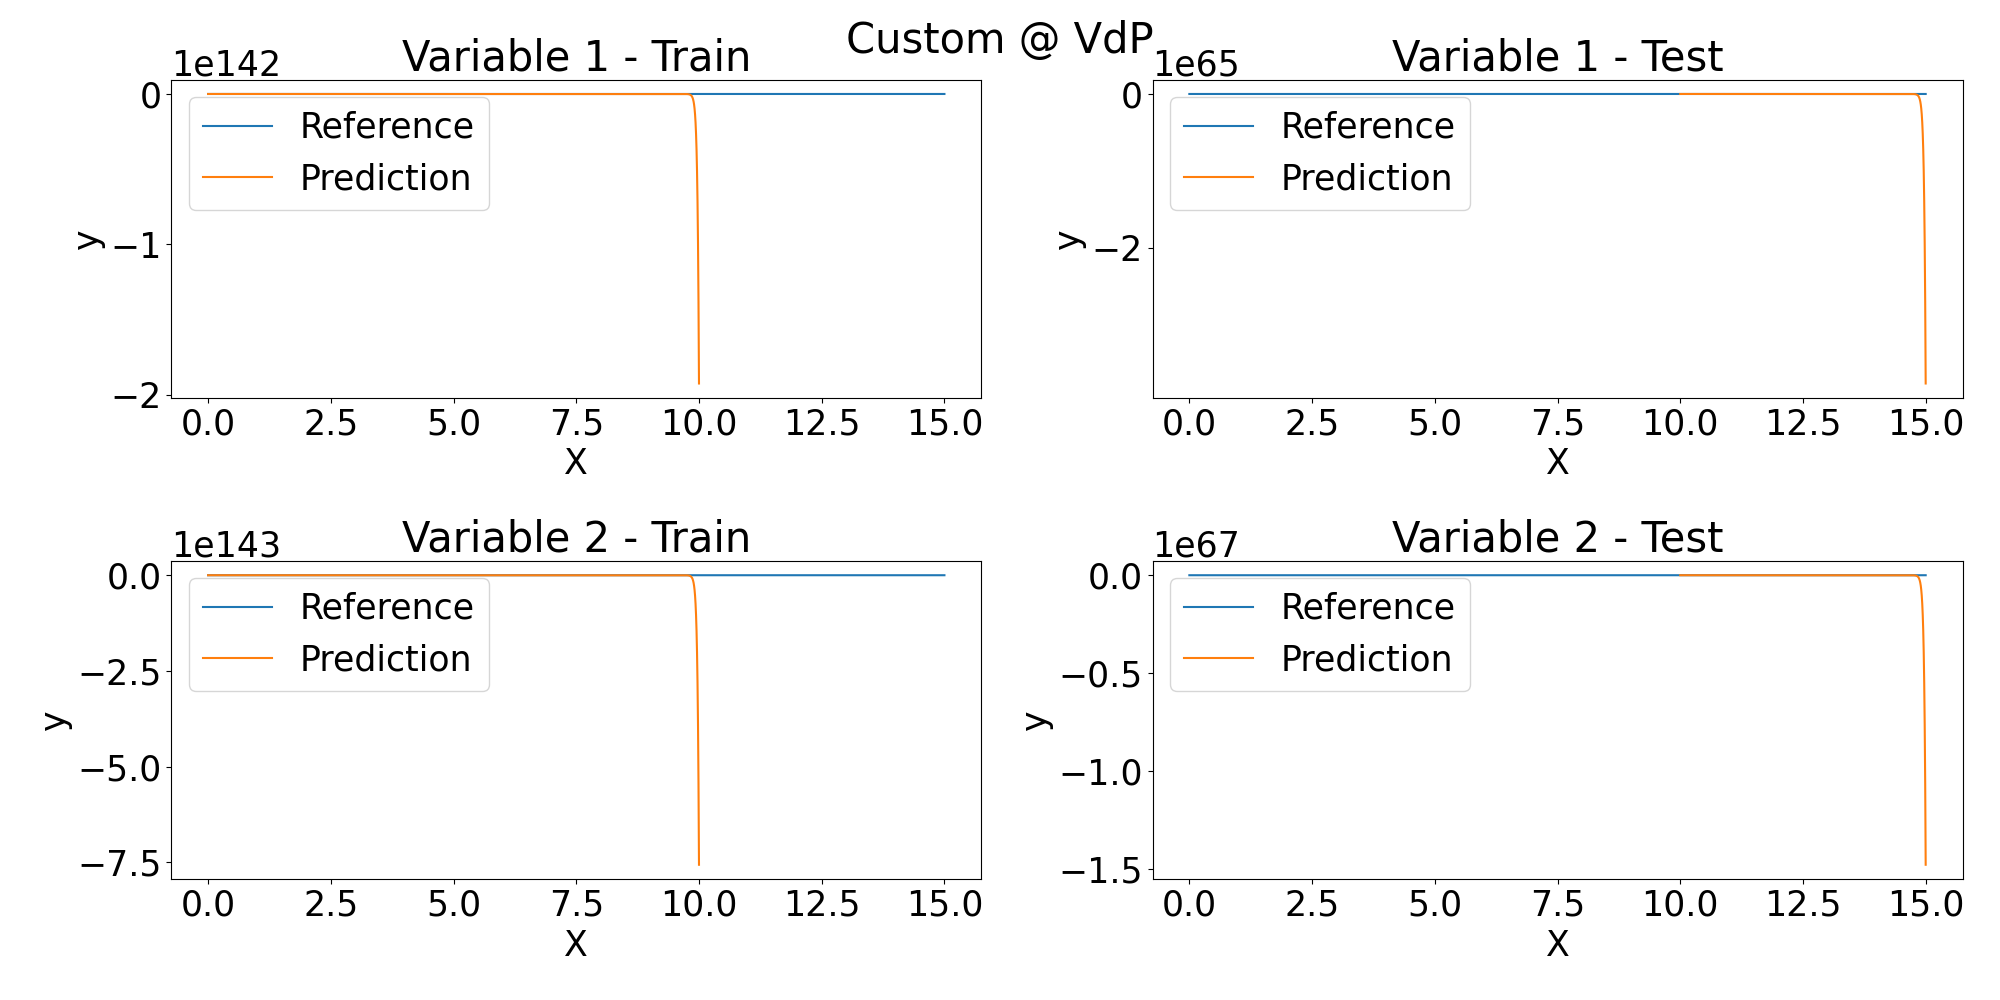 Custom @ VdP
Variable 1 - Train
1e142
0
−1
−2
y
Reference
Prediction
0.0 2.5 5.0 7.5 10.0 12.5 15.0
X
Variable 1 - Test
1e65
0
−2
y
Reference
Prediction
0.0 2.5 5.0 7.5 10.0 12.5 15.0
X
Variable 2 - Train
1e143
0.0
−2.5
−5.0
−7.5
y
Reference
Prediction
0.0 2.5 5.0 7.5 10.0 12.5 15.0
X
Variable 2 - Test
1e67
0.0
−0.5
−1.0
−1.5
y
Reference
Prediction
0.0 2.5 5.0 7.5 10.0 12.5 15.0
X